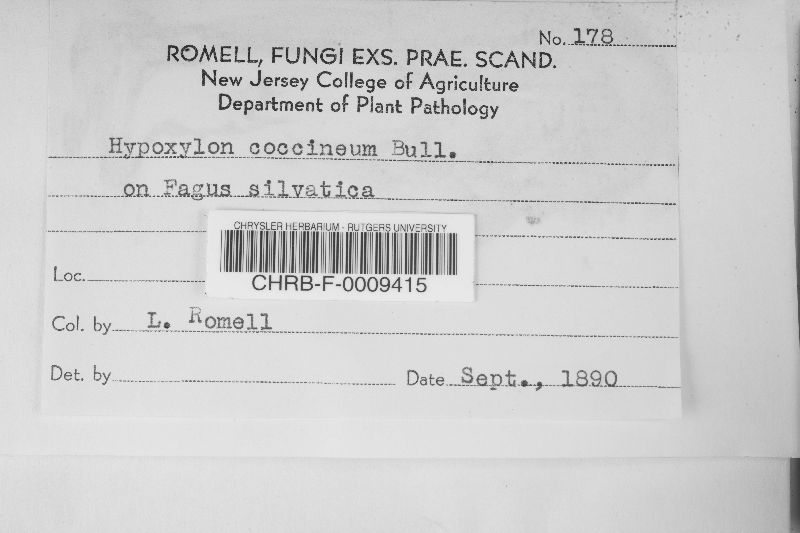 No. 178
ROMELL, FUNGI EXS. PRAE. SCAND.
New Jersey College of Agriculture
Department of Plant Pathology
Hypoxylon coccineum Bull.
on Fagus silvatica
CHRYSLER HERBARIUM - RUTGERS UNIVERSITY
CHRB-F-0009415
Loc.
Col. by L. Romell
Det. by
Date Sept., 1890